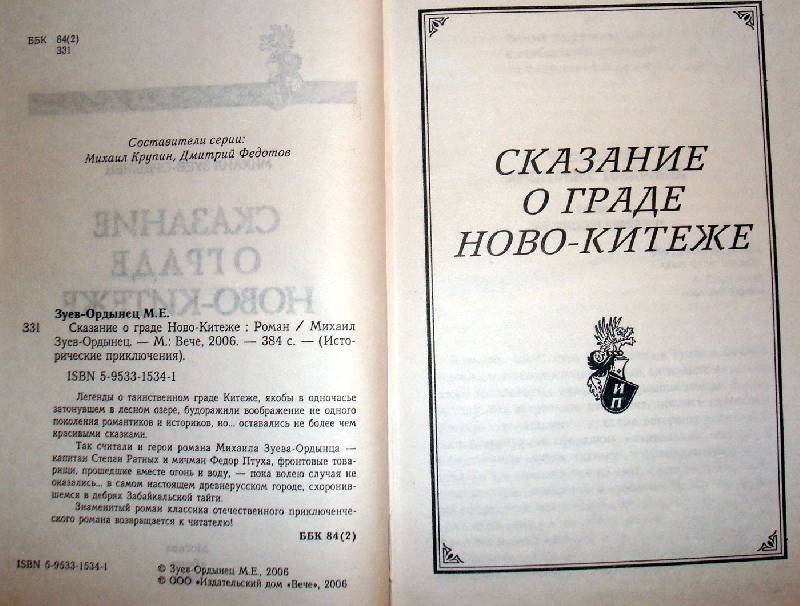 ББК 84(2)
З31
Составители серии:
Михаил Крупин, Дмитрий Федотов
Зуев-Ордынец М.Е.
З31 Сказание о граде Ново-Китеже : Роман / Михаил
Зуев-Ордынец. — М.: Вече, 2006. — 384 с. — (Исто-
рические приключения).
ISBN 5-9533-1534-1
Легенды о таинственном граде Китеже, якобы в одночасье
затонувшем в лесном озере, будоражили воображение не одного
поколения романтиков и историков, но... оставались не более чем
красивыми сказками.
Так считали и герои романа Михаила Зуева-Ордынца —
капитан Степан Ратных и мичман Федор Птуха, фронтовые това-
рищи, прошедшие вместе огонь и воду, — пока волею случая не
оказались... в самом настоящем древнерусском городе, схоронив-
шемся в дебрях Забайкальской тайги.
Знаменитый роман классика отечественного приключенче-
ского романа возвращается к читателю!
ББК 84(2)
ISBN 5-9533-1534-1
© Зуев-Ордынец М.Е., 2006
© ООО «Издательский дом «Вече», 2006
СКАЗАНИЕ
О ГРАДЕ
НОВО-КИТЕЖЕ
ИП